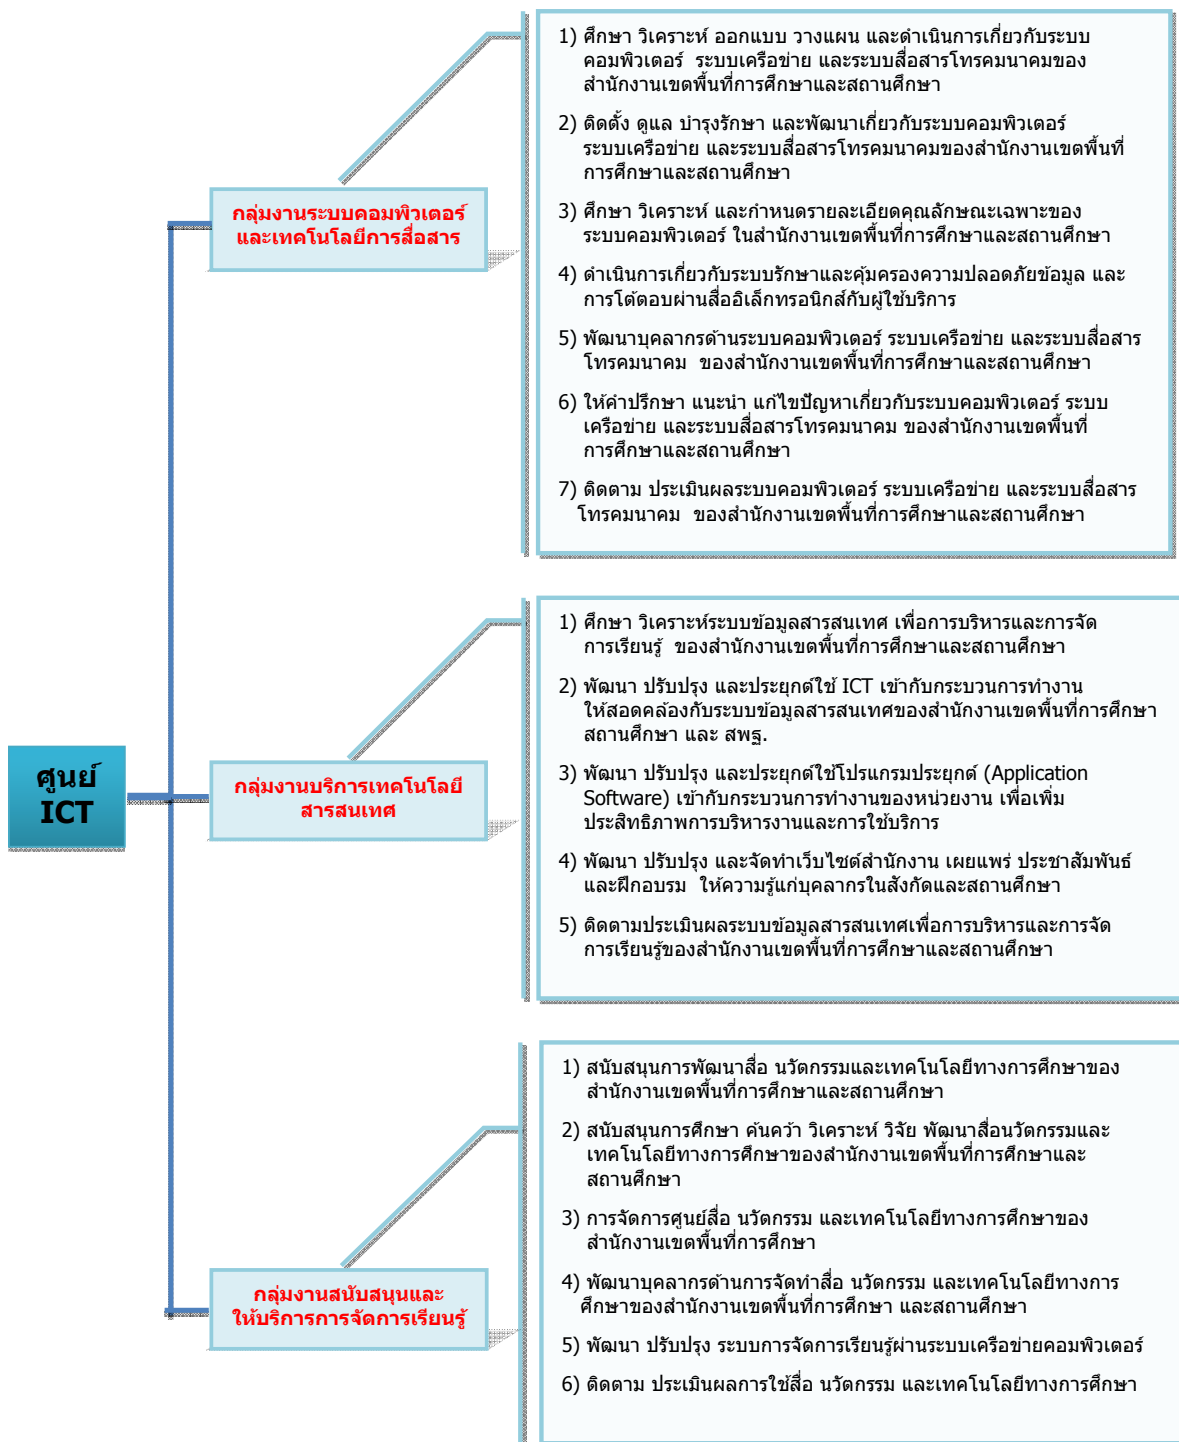 1) ศึกษา วิเคราะห์ ออกแบบ วางแผน และดำเนินการเกี่ยวกับระบบ
คอมพิวเตอร์ ระบบเครือข่าย และระบบสื่อสารโทรคมนาคมของ
สำนักงานเขตพื้นที่การศึกษาและสถานศึกษา
2) ติดตั้ง ดูแล บำรุงรักษา และพัฒนาเกี่ยวกับระบบคอมพิวเตอร์
ระบบเครือข่าย และระบบสื่อสารโทรคมนาคมของสำนักงานเขตพื้นที่
การศึกษาและสถานศึกษา
กลุ่มงานระบบคอมพิวเตอร์
และเทคโนโลยีการสื่อสาร
3) ศึกษา วิเคราะห์ และกำหนดรายละเอียดคุณลักษณะเฉพาะของ
ระบบคอมพิวเตอร์ ในสำนักงานเขตพื้นที่การศึกษาและสถานศึกษา
4) ดำเนินการเกี่ยวกับระบบรักษาและคุ้มครองความปลอดภัยข้อมูล และ
การโต้ตอบผ่านสื่ออิเล็กทรอนิกส์กับผู้ใช้บริการ
5) พัฒนาบุคลากรด้านระบบคอมพิวเตอร์ ระบบเครือข่าย และระบบสื่อสาร
โทรคมนาคม ของสำนักงานเขตพื้นที่การศึกษาและสถานศึกษา
6) ให้คำปรึกษา แนะนำ แก้ไขปัญหาเกี่ยวกับระบบคอมพิวเตอร์ ระบบ
เครือข่าย และระบบสื่อสารโทรคมนาคม ของสำนักงานเขตพื้นที่
การศึกษาและสถานศึกษา
7) ติดตาม ประเมินผลระบบคอมพิวเตอร์ ระบบเครือข่าย และระบบสื่อสาร
โทรคมนาคม ของสำนักงานเขตพื้นที่การศึกษาและสถานศึกษา
1) ศึกษา วิเคราะห์ระบบข้อมูลสารสนเทศ เพื่อการบริหารและการจัด
การเรียนรู้ ของสำนักงานเขตพื้นที่การศึกษาและสถานศึกษา
2) พัฒนา ปรับปรุง และประยุกต์ใช้ ICT เข้ากับกระบวนการทำงาน
ให้สอดคล้องกับระบบข้อมูลสารสนเทศของสำนักงานเขตพื้นที่การศึกษา
สถานศึกษา และ สพฐ.
ศูนย์
ICT
กลุ่มงานบริการเทคโนโลยี
สารสนเทศ
3) พัฒนา ปรับปรุง และประยุกต์ใช้โปรแกรมประยุกต์ (Application
Software) เข้ากับกระบวนการทำงานของหน่วยงาน เพื่อเพิ่ม
ประสิทธิภาพการบริหารงานและการใช้บริการ
4) พัฒนา ปรับปรุง และจัดทำเว็บไซต์สำนักงาน เผยแพร่ ประชาสัมพันธ์
และฝึกอบรม ให้ความรู้แก่บุคลากรในสังกัดและสถานศึกษา
5) ติดตามประเมินผลระบบข้อมูลสารสนเทศเพื่อการบริหารและการจัด
การเรียนรู้ของสำนักงานเขตพื้นที่การศึกษาและสถานศึกษา
1) สนับสนุนการพัฒนาสื่อ นวัตกรรมและเทคโนโลยีทางการศึกษาของ
สำนักงานเขตพื้นที่การศึกษาและสถานศึกษา
2) สนับสนุนการศึกษา ค้นคว้า วิเคราะห์ วิจัย พัฒนาสื่อนวัตกรรมและ
เทคโนโลยีทางการศึกษาของสำนักงานเขตพื้นที่การศึกษาและ
สถานศึกษา
3) การจัดการศูนย์สื่อ นวัตกรรม และเทคโนโลยีทางการศึกษาของ
สำนักงานเขตพื้นที่การศึกษา
กลุ่มงานสนับสนุนและ
ให้บริการการจัดการเรียนรู้
4) พัฒนาบุคลากรด้านการจัดทำสื่อ นวัตกรรม และเทคโนโลยีทางการ
ศึกษาของสำนักงานเขตพื้นที่การศึกษา และสถานศึกษา
5) พัฒนา ปรับปรุง ระบบการจัดการเรียนรู้ผ่านระบบเครือข่ายคอมพิวเตอร์
6) ติดตาม ประเมินผลการใช้สื่อ นวัตกรรม และเทคโนโลยีทางการศึกษา